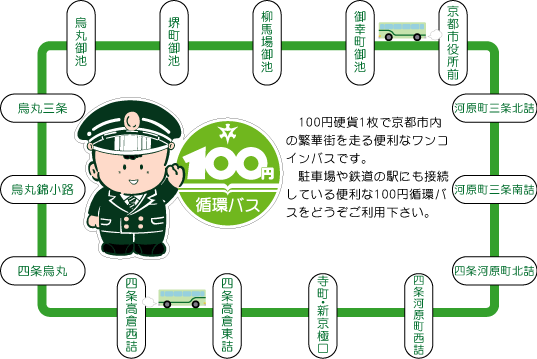 烏丸御池
堺町御池
柳馬場御池
御幸町御池
京都市役所前
烏丸三条
河原町三条北詰
100円
循環バス
100円硬貨1枚で京都市内
の繁華街を走る便利なワンコ
インバスです。
駐車場や鉄道の駅にも接続
している便利な100円循環バ
スをどうぞご利用下さい。
烏丸錦小路
河原町三条南詰
四条烏丸
四条河原町北詰
四条高倉西詰
四条高倉東詰
寺町・新京極口
四条河原町西詰